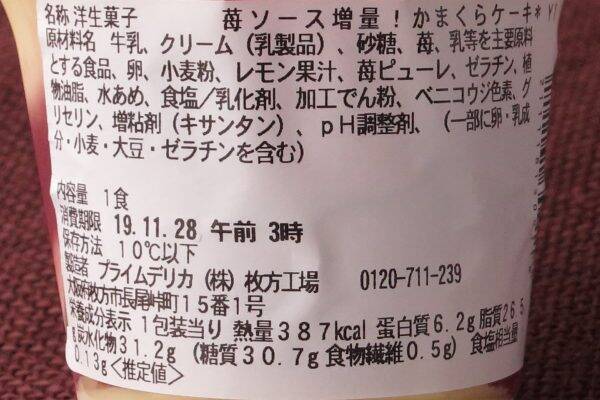 名称 洋生菓子 苺ソース増量!かまくらケーキ*
原材料名 牛乳、クリーム(乳製品)、砂糖、苺、乳等を主要原料
とする食品、卵、小麦粉、レモン果汁、苺ピューレ、ゼラチン、植
物油脂、水あめ、食塩/乳化剤、加工でん粉、ベニコウジ色素、グ
リセリン、増粘剤(キサンタン)、pH調整剤、(一部に卵・乳成
分・小麦・大豆・ゼラチンを含む)
内容量 1食
消費期限 19.11.28 午前 3時
保存方法 10℃以下
製造者 プライムデリカ(株)枚方工場 0120-711-239
大阪府枚方市長尾峠町15番1号
栄養成分表示 1包装当り 熱量387kcal 蛋白質6.2g 脂質26.5
g 炭水化物31.2g (糖質30.7g 食物繊維0.5g) 食塩相当量
0.13g<推定値>